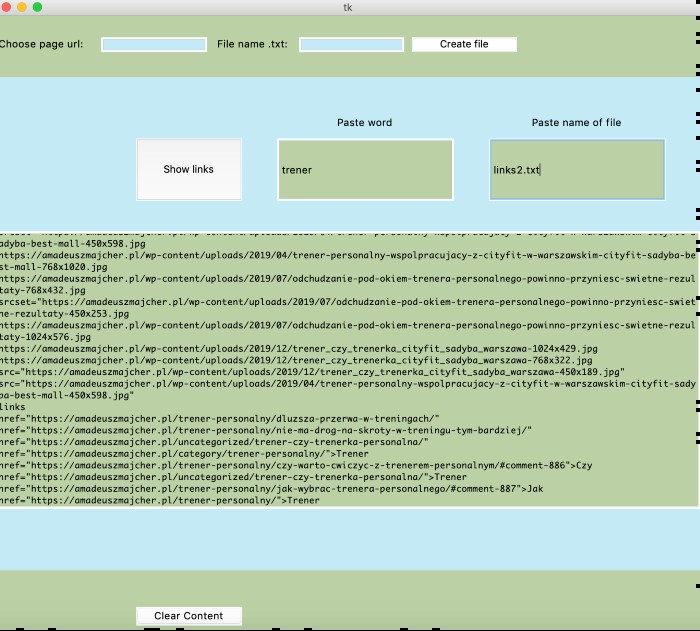 tk
Choose page url: File name .txt: Create file
Paste word Paste name of file
Show links trener links2.txt
adyba-best-mall-450x598.jpg
https://amadeuszmajcher.pl/wp-content/uploads/2019/04/trener-personalny-wspolpracujacy-z-cityfit-w-warszawskim-cityfit-sadyba-be
st-mall-768x1020.jpg
https://amadeuszmajcher.pl/wp-content/uploads/2019/07/odchudzanie-pod-okiem-trenera-personalnego-powinno-przyniesc-swietne-rezul
taty-768x432.jpg
srcset="https://amadeuszmajcher.pl/wp-content/uploads/2019/07/odchudzanie-pod-okiem-trenera-personalnego-powinno-przyniesc-swiet
ne-rezultaty-450x253.jpg
https://amadeuszmajcher.pl/wp-content/uploads/2019/07/odchudzanie-pod-okiem-trenera-personalnego-powinno-przyniesc-swietne-rezul
taty-1024x576.jpg
https://amadeuszmajcher.pl/wp-content/uploads/2019/12/trener_czy_trenerka_cityfit_sadyba_warszawa-1024x429.jpg
https://amadeuszmajcher.pl/wp-content/uploads/2019/12/trener_czy_trenerka_cityfit_sadyba_warszawa-768x322.jpg
src="https://amadeuszmajcher.pl/wp-content/uploads/2019/12/trener_czy_trenerka_cityfit_sadyba_warszawa-450x189.jpg"
src="https://amadeuszmajcher.pl/wp-content/uploads/2019/04/trener-personalny-wspolpracujacy-z-cityfit-w-warszawskim-cityfit-sady
ba-best-mall-450x598.jpg"
links
href="https://amadeuszmajcher.pl/trener-personalny/dluzsza-przerwa-w-treningach/"
href="https://amadeuszmajcher.pl/trener-personalny/nie-ma-drog-na-skroty-w-treningu-tym-bardziej/"
href="https://amadeuszmajcher.pl/uncategorized/trener-czy-trenerka-personalna/"
href="https://amadeuszmajcher.pl/category/trener-personalny/">Trener
href="https://amadeuszmajcher.pl/trener-personalny/czy-warto-cwiczyc-z-trenerem-personalnym/#comment-886">Czy
href="https://amadeuszmajcher.pl/uncategorized/trener-czy-trenerka-personalna/">Trener
href="https://amadeuszmajcher.pl/trener-personalny/jak-wybrac-trenera-personalnego/#comment-887">Jak
href="https://amadeuszmajcher.pl/trener-personalny/">Trener
Clear Content